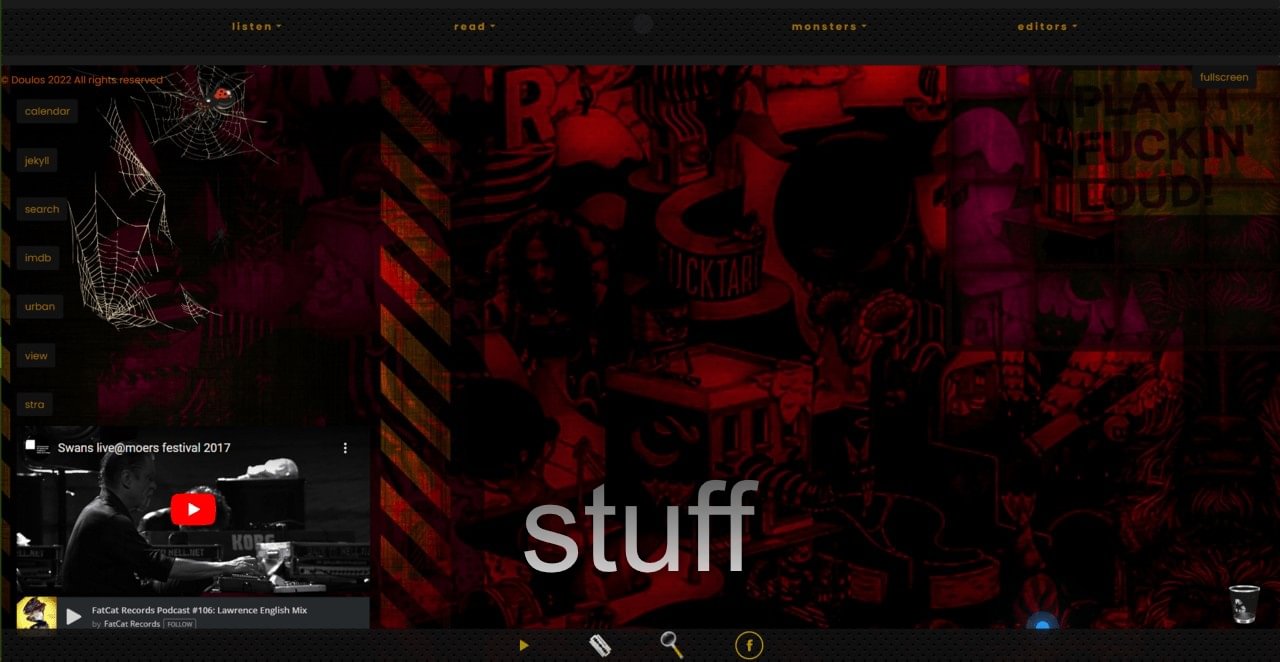 listen
read
monsters
editors
© Doulos 2022 All rights reserved
fullscreen
calendar
PLAY IT
FUCKIN'
LOUD!
jekyll
search
imdb
urban
view
stra
R
Swans live@moers festival 2017
KORG
stuff
FatCat Records Podcast #106: Lawrence English Mix
by FatCat Records FOLLOW
f